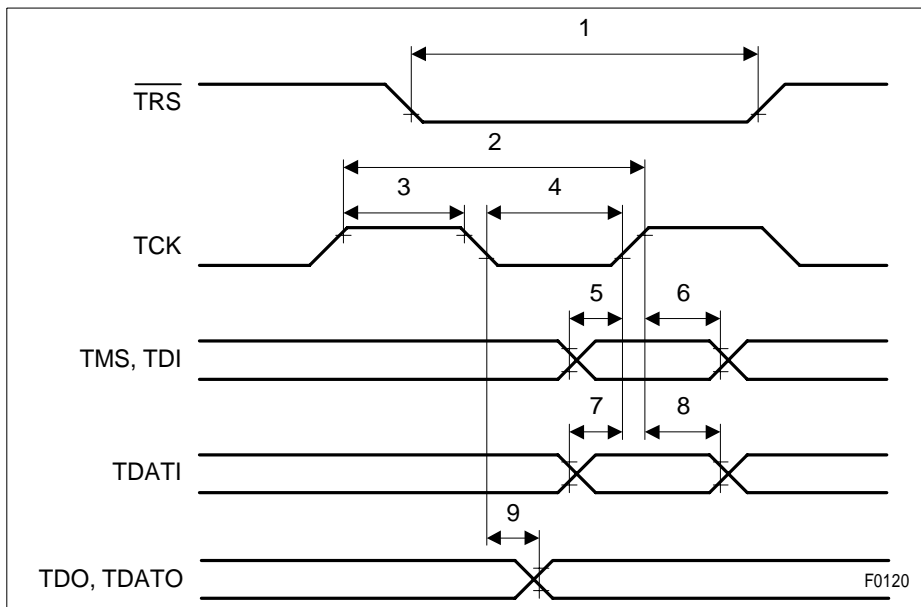 1
TRS
2
3 4
TCK
5 6
TMS, TDI
7 8
TDATI
9
TDO, TDATO
F0120